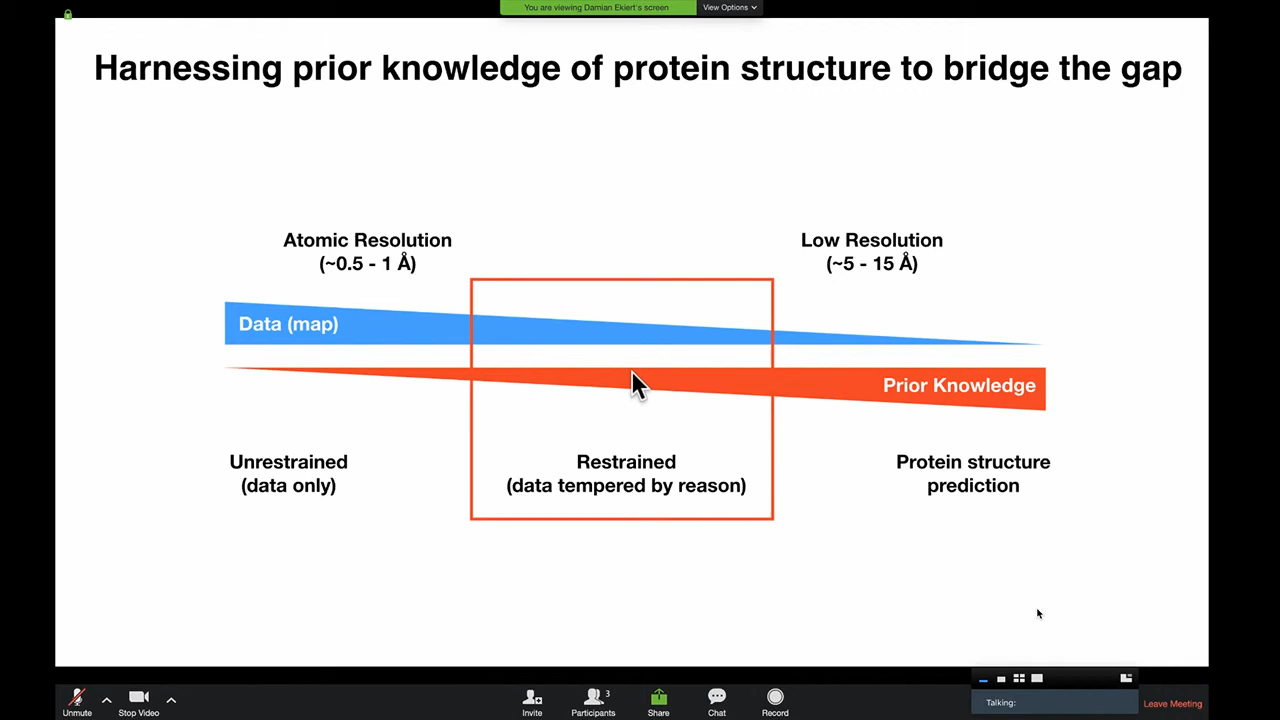 You are viewing Damian Ekiert's screen
View Options
Harnessing prior knowledge of protein structure to bridge the gap
Atomic Resolution
(~0.5 - 1 Å)
Low Resolution
(~5 - 15 Å)
Data (map)
Prior Knowledge
Unrestrained
(data only)
Restrained
(data tempered by reason)
Protein structure
prediction
Unmute
Stop Video
Invite
Participants
3
Share
Chat
Record
Talking:
Leave Meeting